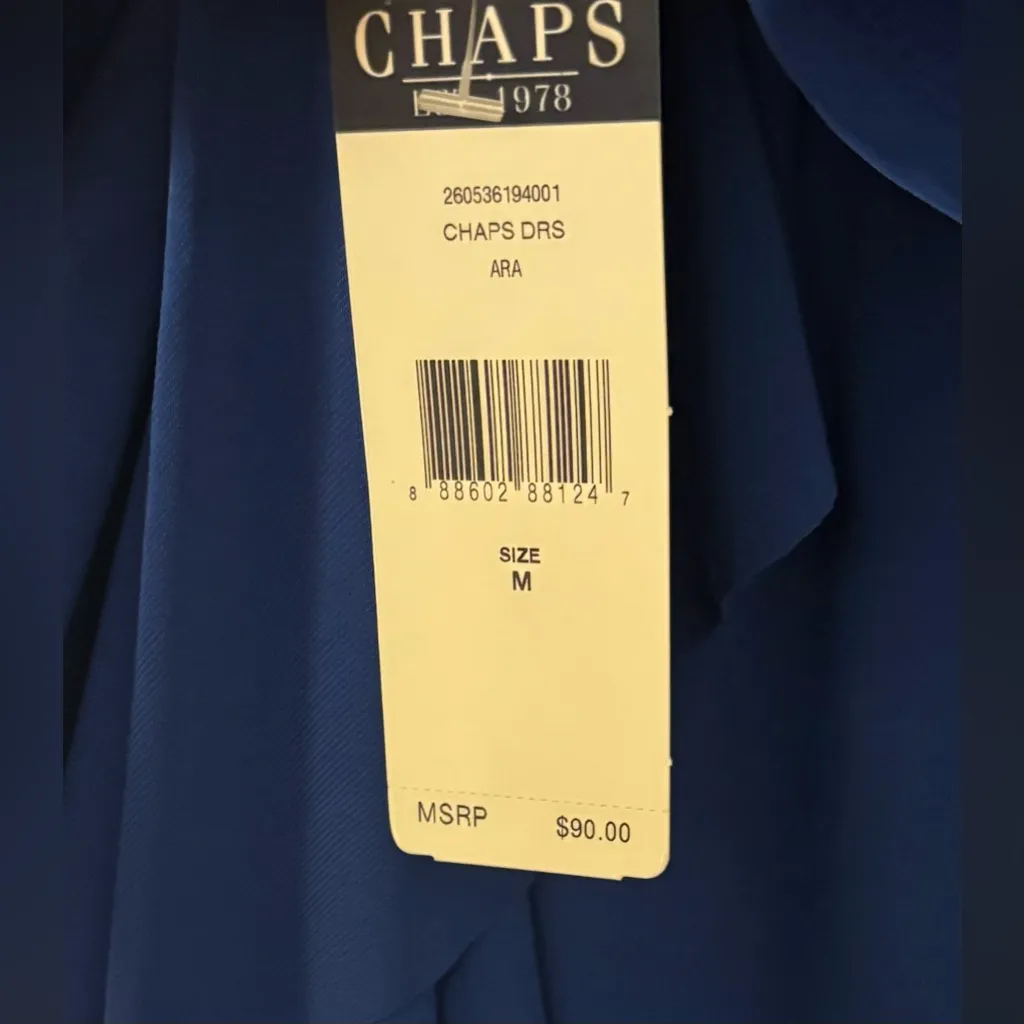 CHAPS
1978
260536194001
CHAPS DRS
ARA
8 88602 88124 7
SIZE
M
MSRP $90.00